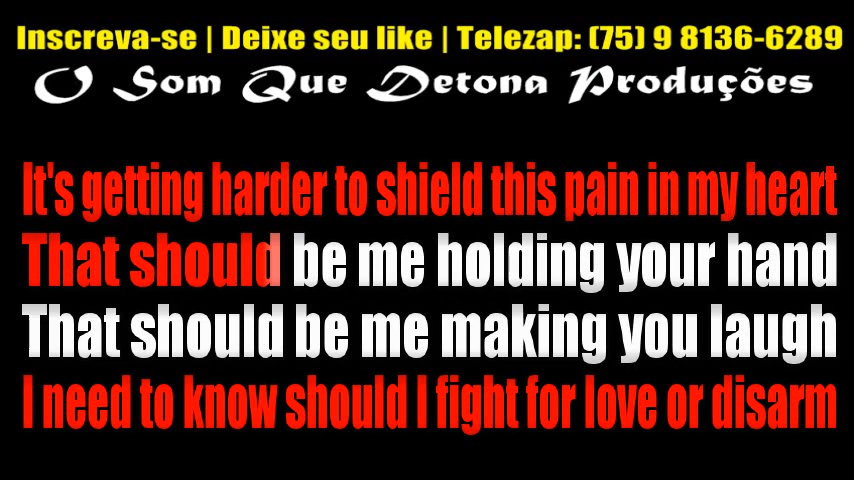 Inscreva-se | Deixe seu like | Telezap: (75) 9 8136-6289
O Som Que Detona Produções
It's getting harder to shield this pain in my heart
That should be me holding your hand
That should be me making you laugh
I need to know should I fight for love or disarm